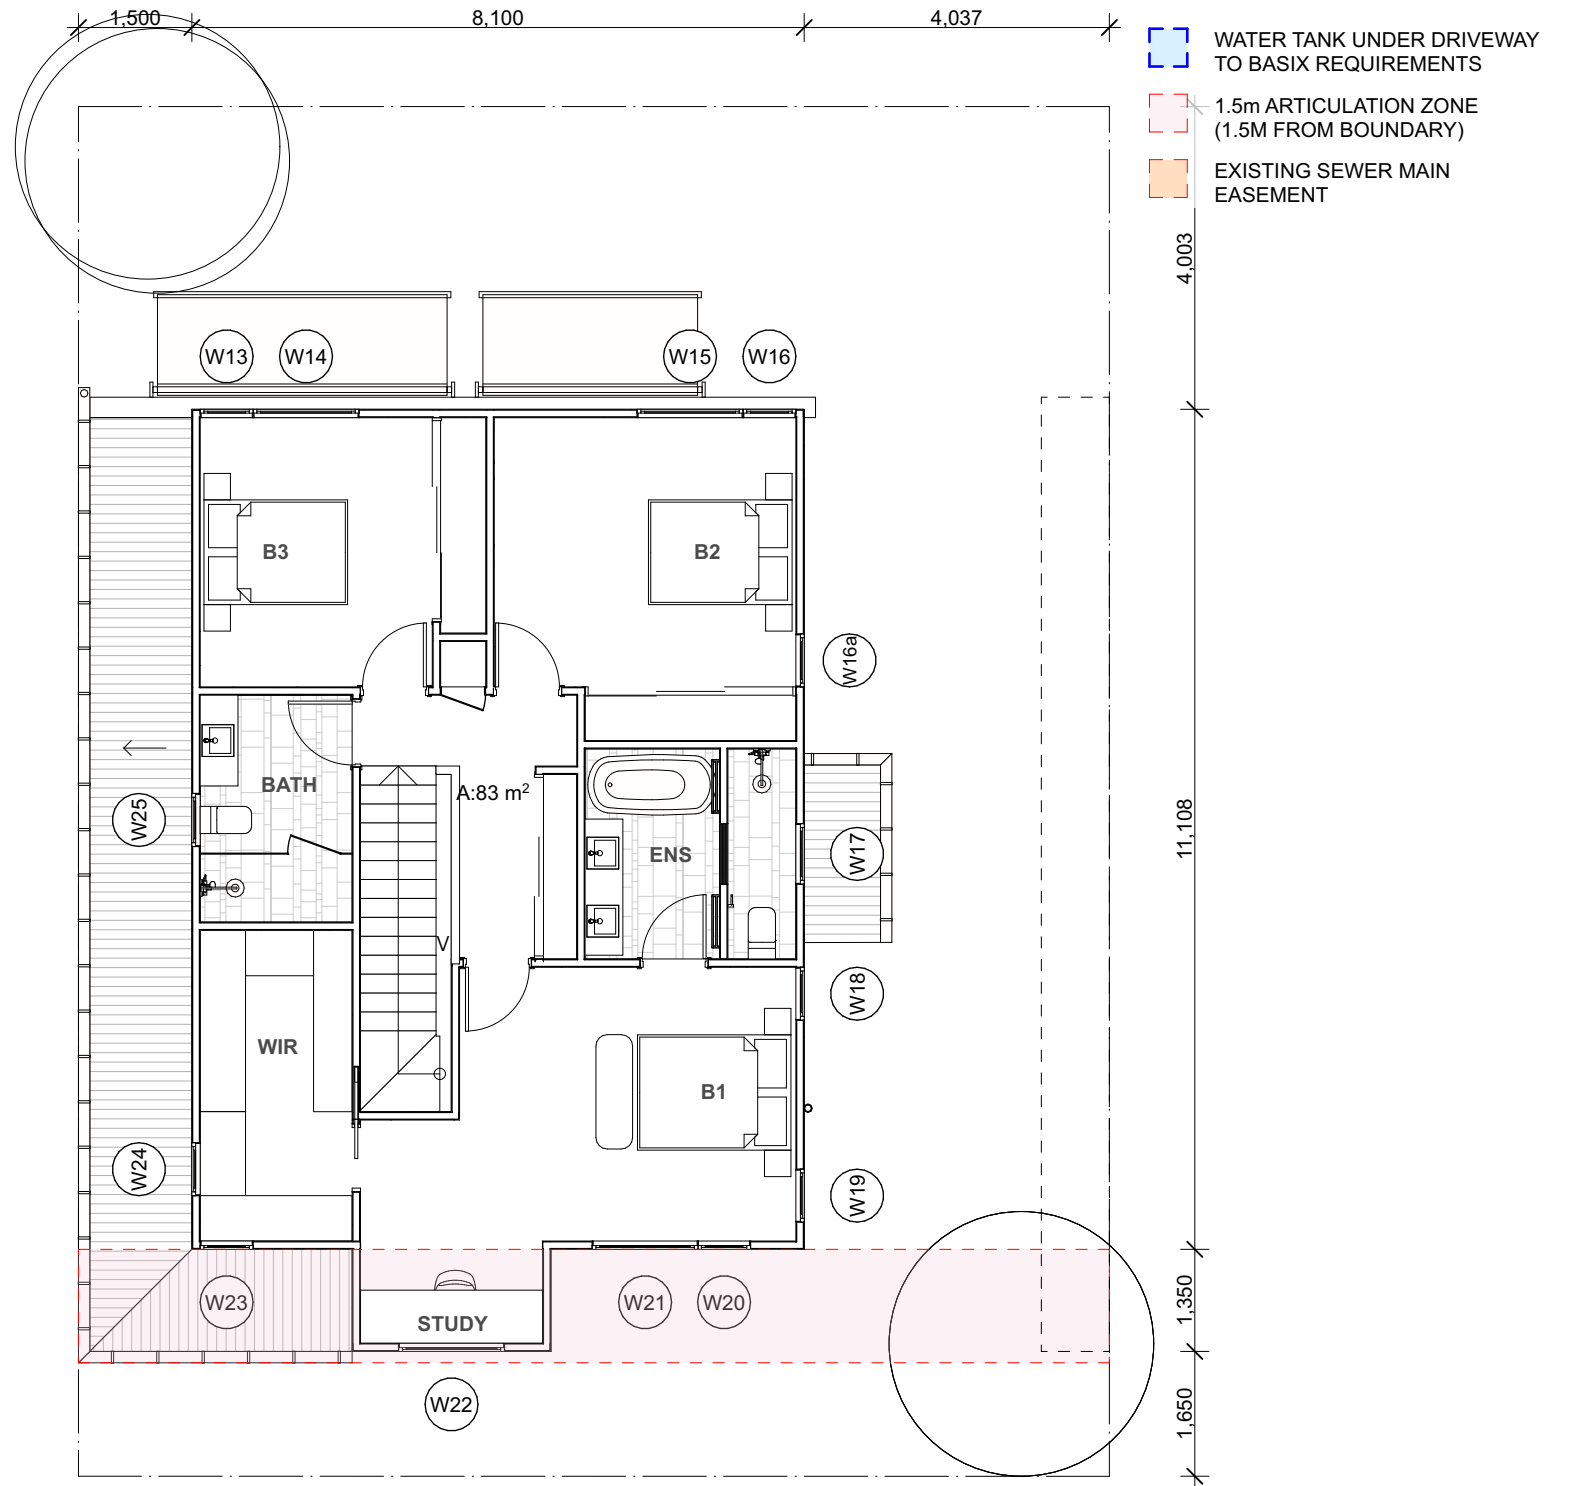 1,500
8,100
4,037
WATER TANK UNDER DRIVEWAY
TO BASIX REQUIREMENTS
1.5m ARTICULATION ZONE
(1.5M FROM BOUNDARY)
EXISTING SEWER MAIN
EASEMENT
4,003
W13
W14
W15
W16
B3
B2
W16a
BATH
A:83 m²
W25
ENS
W17
11,108
V
W18
WIR
B1
W24
W19
W23
STUDY
W21
W20
1,350
W22
1,650